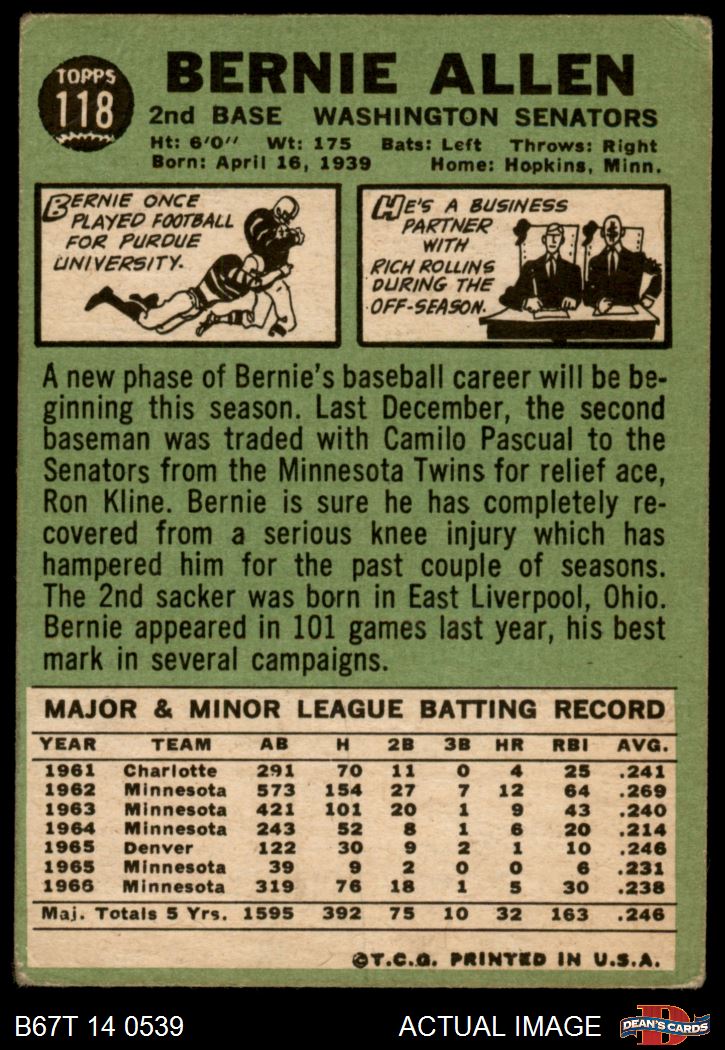 TOPPS
118
BERNIE ALLEN
2nd BASE WASHINGTON SENATORS
Ht: 6'0" Wt: 175 Bats: Left Throws: Right
Born: April 16, 1939 Home: Hopkins, Minn.
BERNIE ONCE
PLAYED FOOTBALL
FOR PURDUE
UNIVERSITY.
HE'S A BUSINESS
PARTNER
WITH
RICH ROLLINS
DURING THE
OFF-SEASON.
A new phase of Bernie's baseball career will be be-
ginning this season. Last December, the second
baseman was traded with Camilo Pascual to the
Senators from the Minnesota Twins for relief ace,
Ron Kline. Bernie is sure he has completely re-
covered from a serious knee injury which has
hampered him for the past couple of seasons.
The 2nd sacker was born in East Liverpool, Ohio.
Bernie appeared in 101 games last year, his best
mark in several campaigns.
MAJOR & MINOR LEAGUE BATTING RECORD
YEAR TEAM AB H 2B 3B HR RBI AVG.
1961 Charlotte 291 70 11 0 4 25 .241
1962 Minnesota 573 154 27 7 12 64 .269
1963 Minnesota 421 101 20 1 9 43 .240
1964 Minnesota 243 52 8 1 6 20 .214
1965 Denver 122 30 9 2 1 10 .246
1965 Minnesota 39 9 2 0 0 6 .231
1966 Minnesota 319 76 18 1 5 30 .238
Maj. Totals 5 Yrs. 1595 392 75 10 32 163 .246
©T.C.G. PRINTED IN U.S.A.
B67T 14 0539 ACTUAL IMAGE
D
DEAN'S CARDS